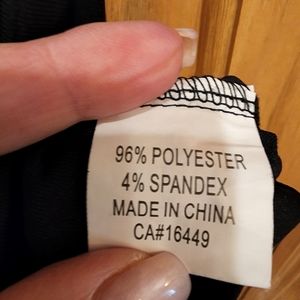 96% POLYESTER
4% SPANDEX
MADE IN CHINA
CA#16449